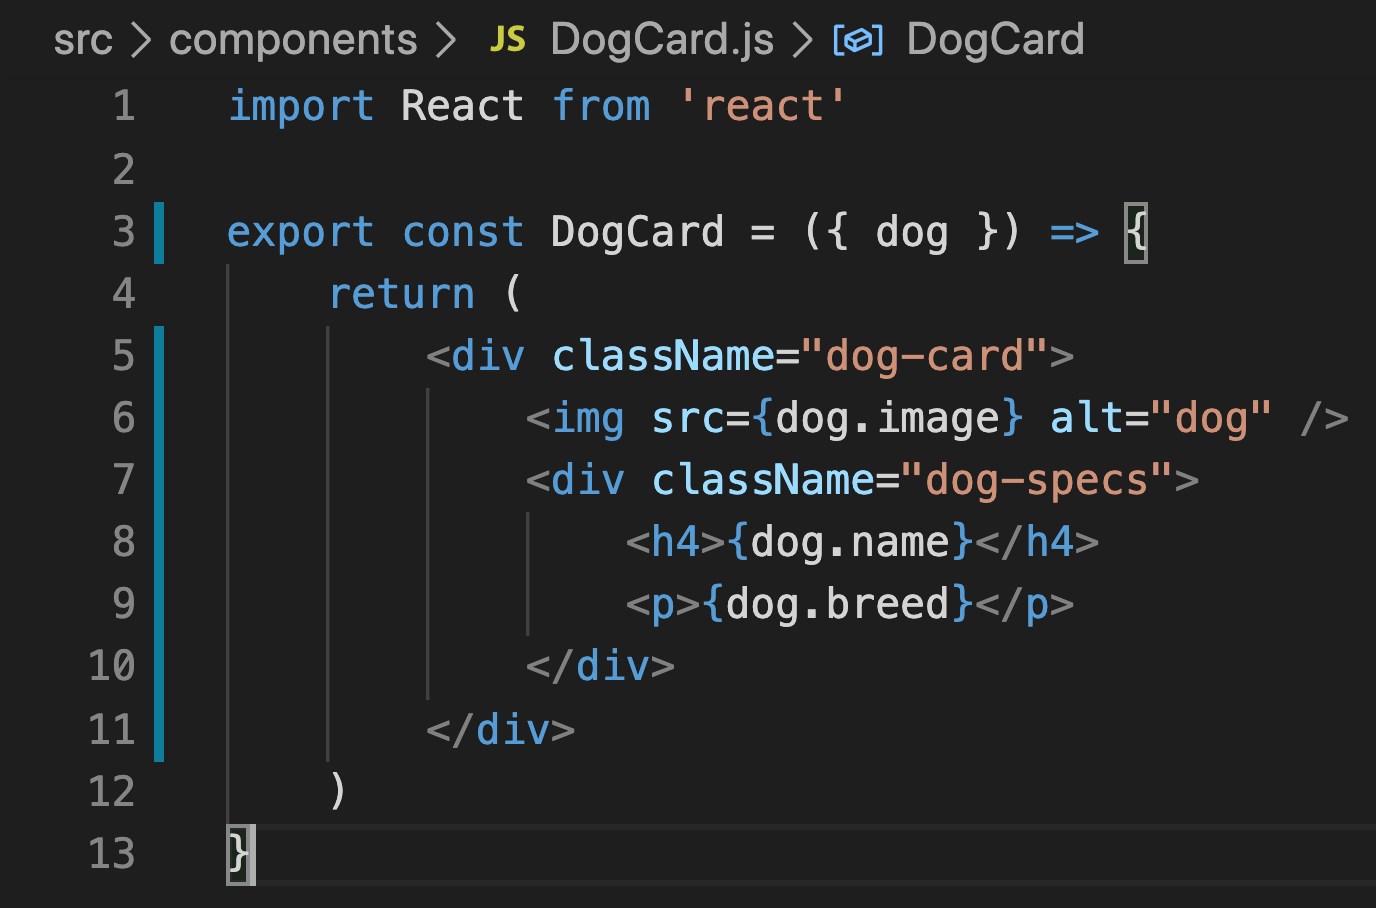 src > components > JS DogCard.js > DogCard
1 import React from 'react'
2
3 export const DogCard = ({ dog }) => {
4     return (
5         <div className="dog-card">
6             <img src={dog.image} alt="dog" />
7             <div className="dog-specs">
8                 <h4>{dog.name}</h4>
9                 <p>{dog.breed}</p>
10             </div>
11         </div>
12     )
13 }